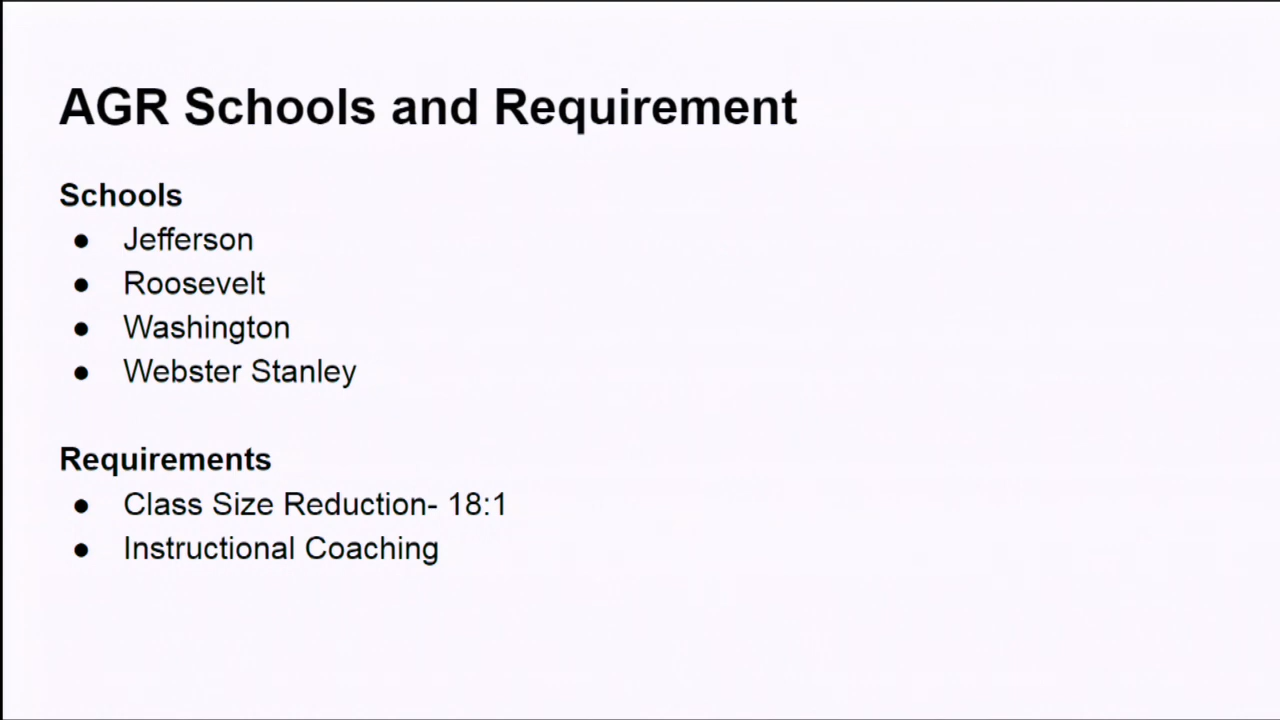 AGR Schools and Requirement
Schools
● Jefferson
● Roosevelt
● Washington
● Webster Stanley
Requirements
● Class Size Reduction- 18:1
● Instructional Coaching